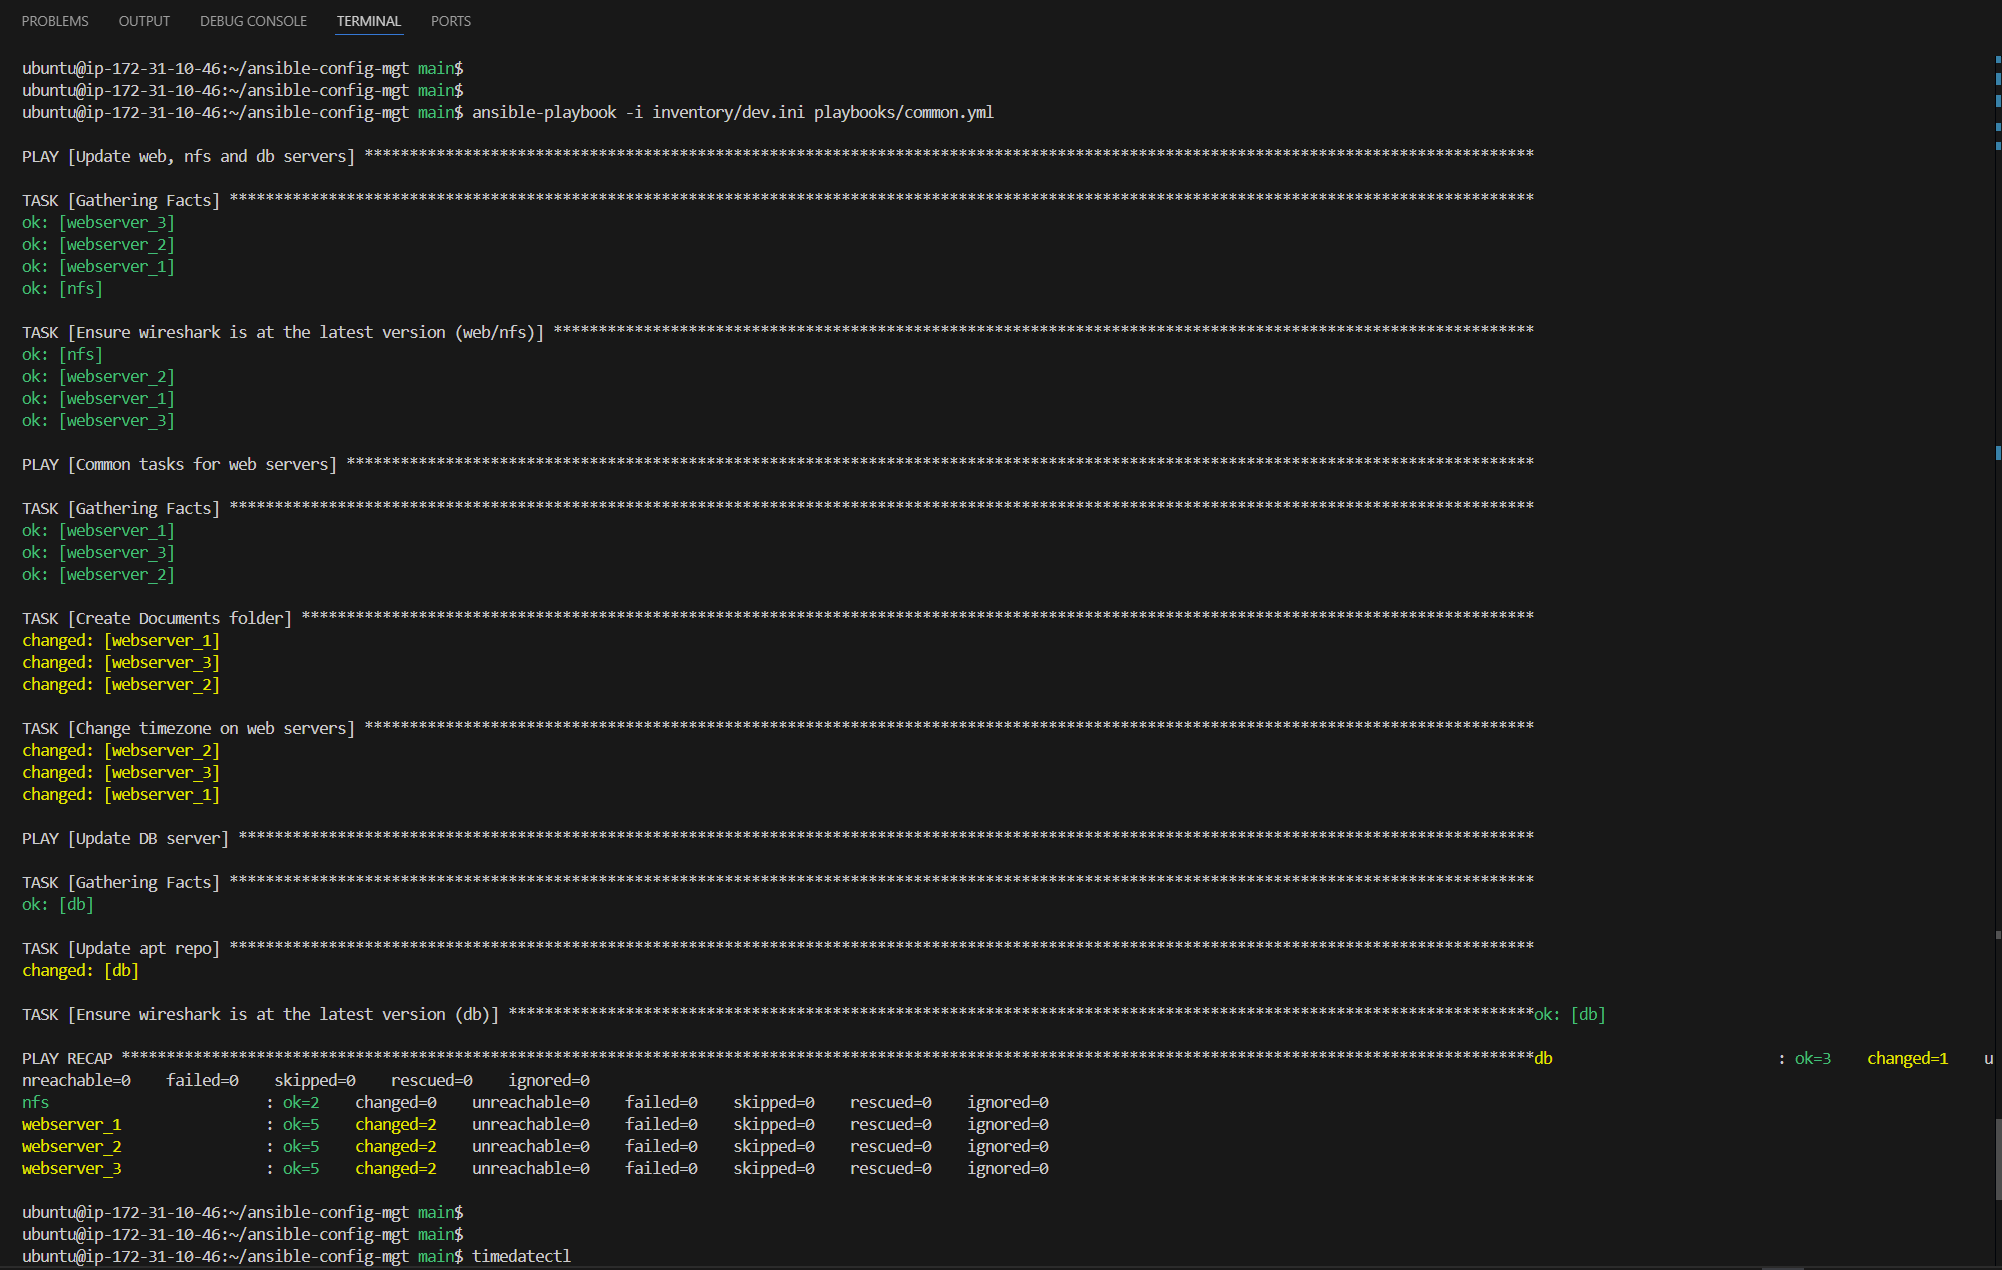 PROBLEMS OUTPUT DEBUG CONSOLE TERMINAL PORTS
ubuntu@ip-172-31-10-46:~/ansible-config-mgt main$
ubuntu@ip-172-31-10-46:~/ansible-config-mgt main$
ubuntu@ip-172-31-10-46:~/ansible-config-mgt main$ ansible-playbook -i inventory/dev.ini playbooks/common.yml
PLAY [Update web, nfs and db servers] **********************************************************************************************************************************
TASK [Gathering Facts] *************************************************************************************************************************************************
ok: [webserver_3]
ok: [webserver_2]
ok: [webserver_1]
ok: [nfs]
TASK [Ensure wireshark is at the latest version (web/nfs)] *************************************************************************************************************
ok: [nfs]
ok: [webserver_2]
ok: [webserver_1]
ok: [webserver_3]
PLAY [Common tasks for web servers] ************************************************************************************************************************************
TASK [Gathering Facts] *************************************************************************************************************************************************
ok: [webserver_1]
ok: [webserver_3]
ok: [webserver_2]
TASK [Create Documents folder] *****************************************************************************************************************************************
changed: [webserver_1]
changed: [webserver_3]
changed: [webserver_2]
TASK [Change timezone on web servers] **********************************************************************************************************************************
changed: [webserver_2]
changed: [webserver_3]
changed: [webserver_1]
PLAY [Update DB server] ************************************************************************************************************************************************
TASK [Gathering Facts] *************************************************************************************************************************************************
ok: [db]
TASK [Update apt repo] *************************************************************************************************************************************************
changed: [db]
TASK [Ensure wireshark is at the latest version (db)] ******************************************************************************************************************ok: [db]
PLAY RECAP *************************************************************************************************************************************************************db : ok=3 changed=1 u
nreachable=0 failed=0 skipped=0 rescued=0 ignored=0
nfs : ok=2 changed=0 unreachable=0 failed=0 skipped=0 rescued=0 ignored=0
webserver_1 : ok=5 changed=2 unreachable=0 failed=0 skipped=0 rescued=0 ignored=0
webserver_2 : ok=5 changed=2 unreachable=0 failed=0 skipped=0 rescued=0 ignored=0
webserver_3 : ok=5 changed=2 unreachable=0 failed=0 skipped=0 rescued=0 ignored=0
ubuntu@ip-172-31-10-46:~/ansible-config-mgt main$
ubuntu@ip-172-31-10-46:~/ansible-config-mgt main$
ubuntu@ip-172-31-10-46:~/ansible-config-mgt main$ timedatectl